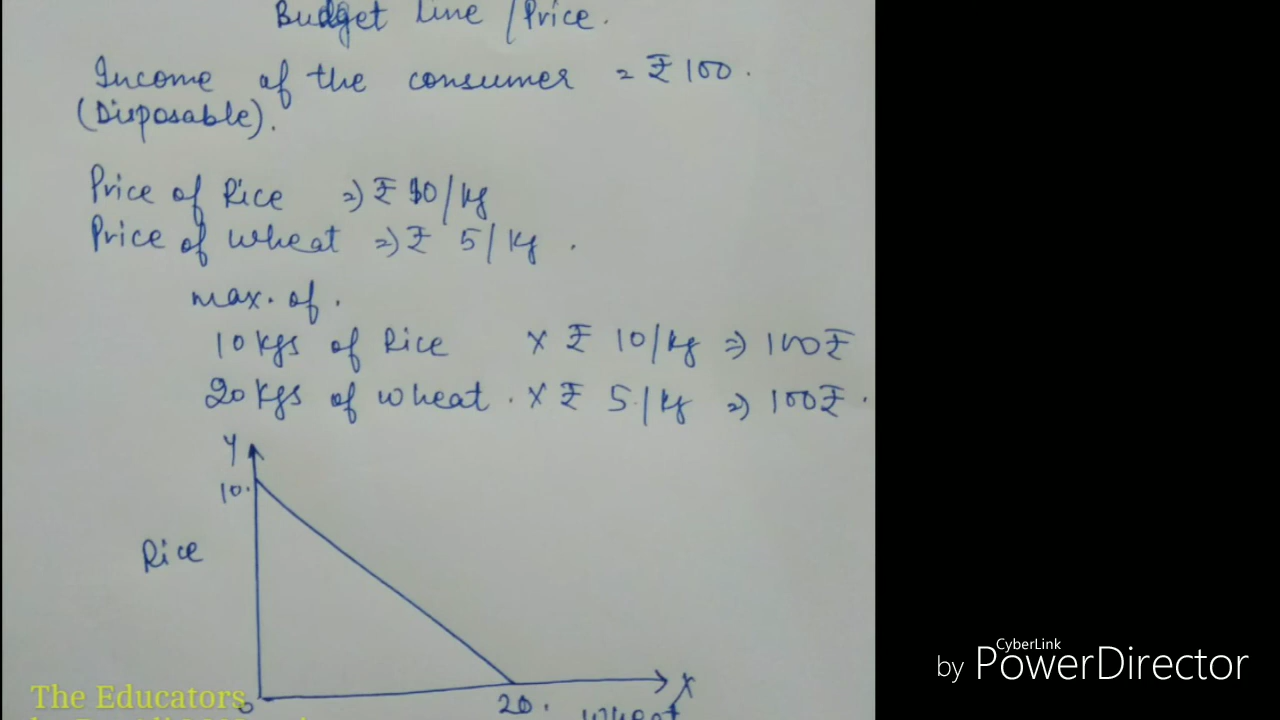 Budget line / Price.
Income of the consumer = ₹ 100.
(Disposable).
Price of Rice => ₹ 10/kg
Price of wheat => ₹ 5/kg.
max. of.
10 kgs of Rice x ₹ 10/kg => 100₹
20 kgs of wheat. x ₹ 5/kg => 100₹.
Y
10.
Rice
0
20.
X
wheat
The Educators
CyberLink
by PowerDirector